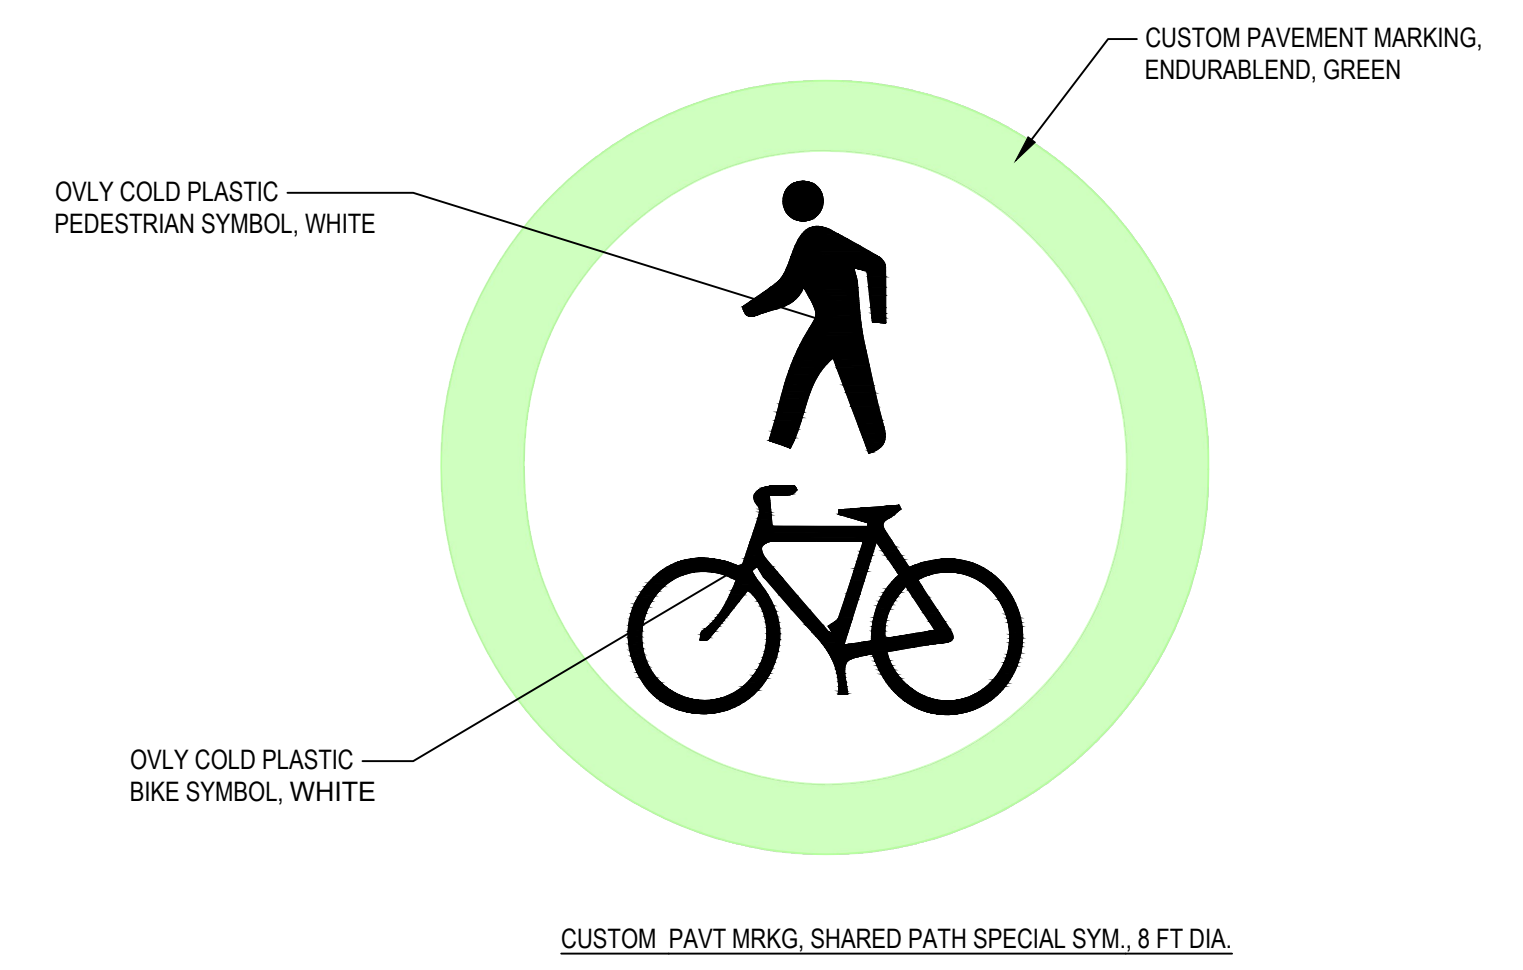 CUSTOM PAVEMENT MARKING,
ENDURABLEND, GREEN
OVLY COLD PLASTIC
PEDESTRIAN SYMBOL, WHITE
OVLY COLD PLASTIC
BIKE SYMBOL, WHITE
CUSTOM PAVT MRKG, SHARED PATH SPECIAL SYM., 8 FT DIA.